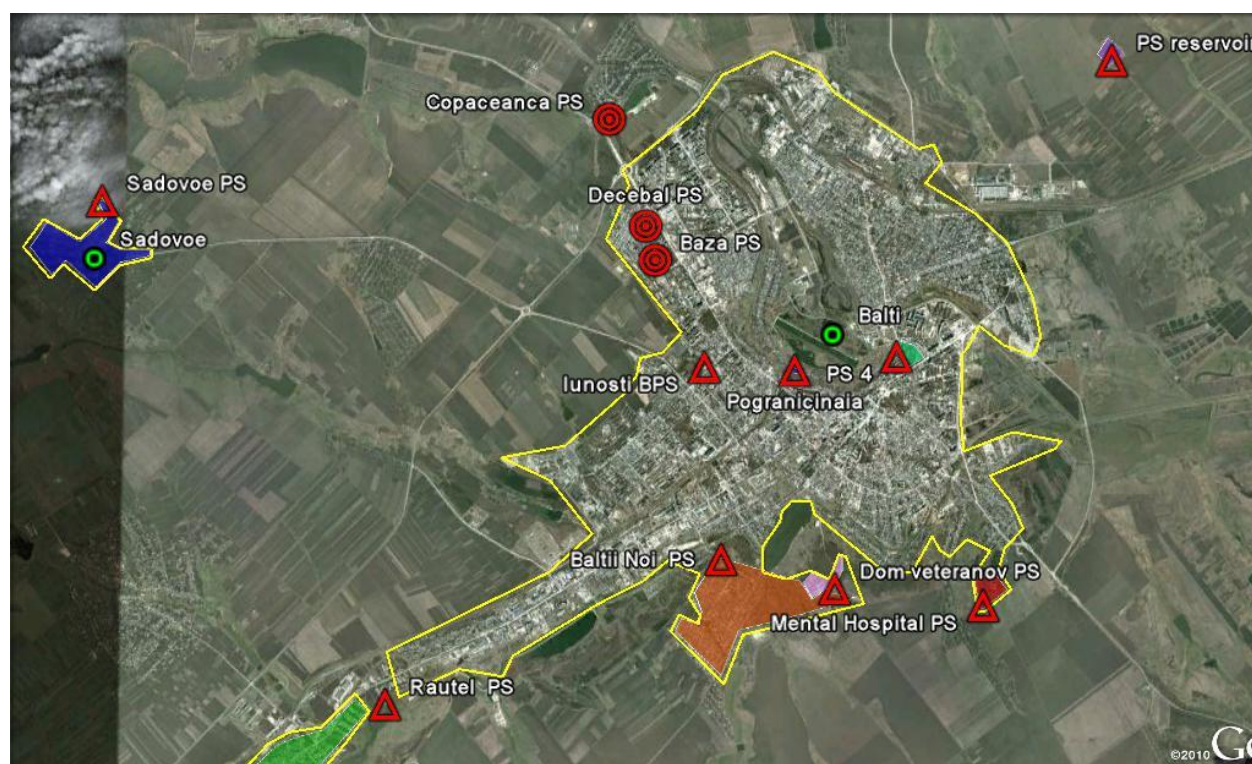 PS reservoir
Copaceanca PS
Sadovoe PS
Decebal PS
Sadovoe
Baza PS
Balti
Iunosti BPS
PS 4
Pogranicinaia
Baltii Noi PS
Dom veteranov PS
Mental Hospital PS
Rautel PS
©2010 Go